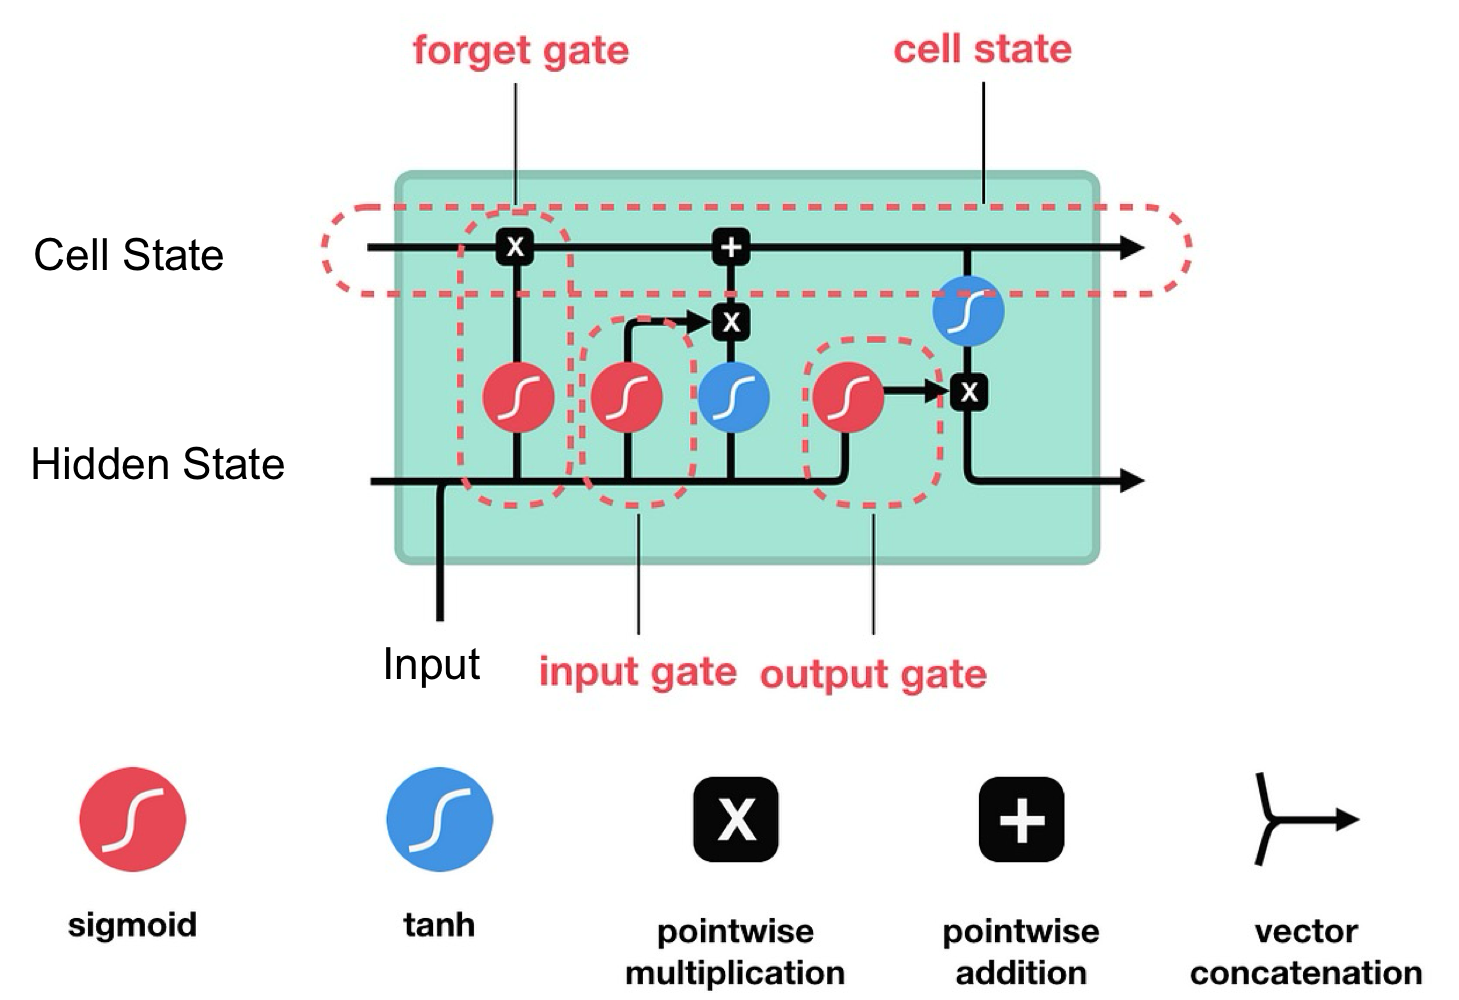 forget gate
cell state
Cell State
X
+
X
X
Hidden State
Input
input gate
output gate
X
+
sigmoid
tanh
pointwise
multiplication
pointwise
addition
vector
concatenation